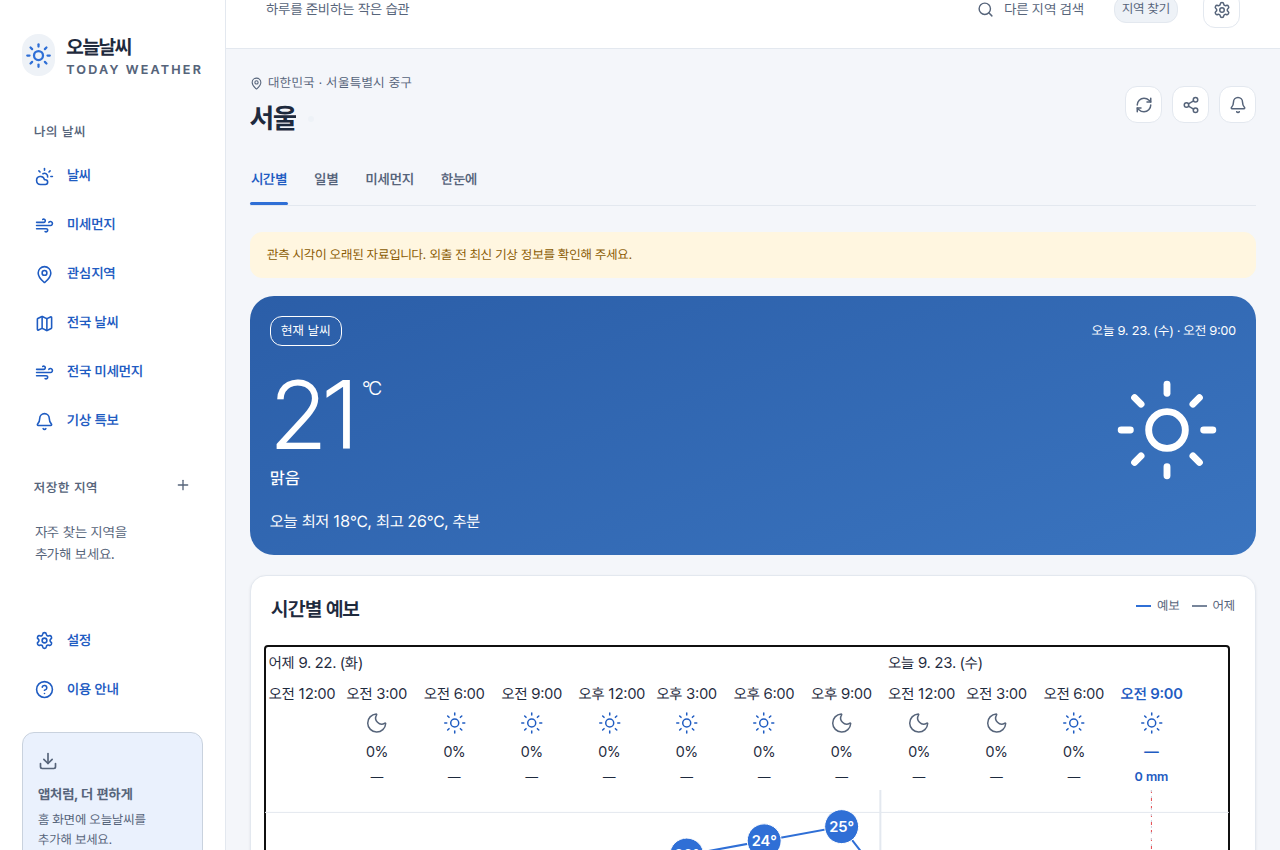 하루를 준비하는 작은 습관
다른 지역 검색
지역 찾기
오늘날씨
TODAY WEATHER
나의 날씨
날씨
미세먼지
관심지역
전국 날씨
전국 미세먼지
기상 특보
저장한 지역
자주 찾는 지역을
추가해 보세요.
설정
이용 안내
앱처럼, 더 편하게
홈 화면에 오늘날씨를
추가해 보세요.
대한민국 · 서울특별시 중구
서울
시간별 일별 미세먼지 한눈에
관측 시각이 오래된 자료입니다. 외출 전 최신 기상 정보를 확인해 주세요.
현재 날씨
오늘 9. 23. (수) · 오전 9:00
21℃
맑음
오늘 최저 18°C, 최고 26°C, 추분
시간별 예보
예보 어제
어제 9. 22. (화) 오늘 9. 23. (수)
오전 12:00 오전 3:00 오전 6:00 오전 9:00 오후 12:00 오후 3:00 오후 6:00 오후 9:00 오전 12:00 오전 3:00 오전 6:00 오전 9:00
0% 0% 0% 0% 0% 0% 0% 0% 0% 0% —
— — — — — — — — — — 0 mm
24° 25°